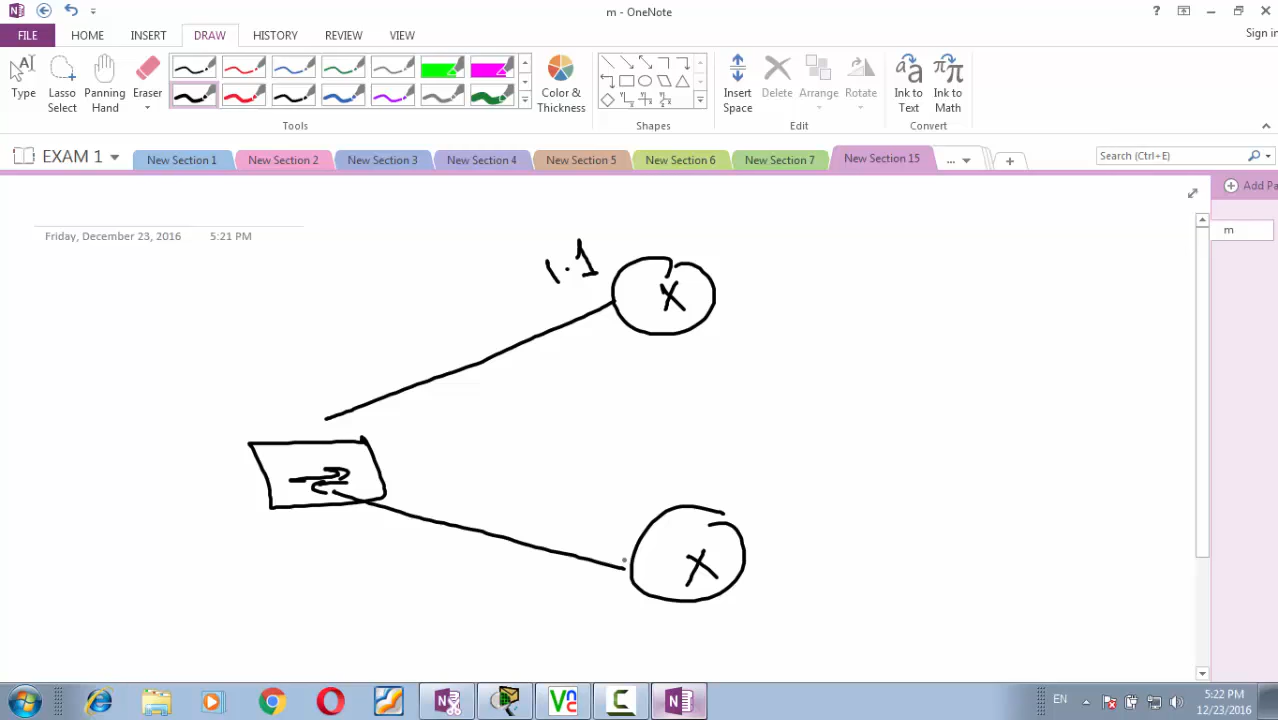 m - OneNote
?
Sign in
FILE HOME INSERT DRAW HISTORY REVIEW VIEW
Type
Lasso Select
Panning Hand
Eraser
Color & Thickness
Insert Space
Delete
Arrange
Rotate
Ink to Text
Ink to Math
Tools
Shapes
Edit
Convert
EXAM 1
New Section 1
New Section 2
New Section 3
New Section 4
New Section 5
New Section 6
New Section 7
New Section 15
...
Search (Ctrl+E)
Add Pa
m
Friday, December 23, 2016 5:21 PM
1.1
X
X
EN
5:22 PM
12/23/2016